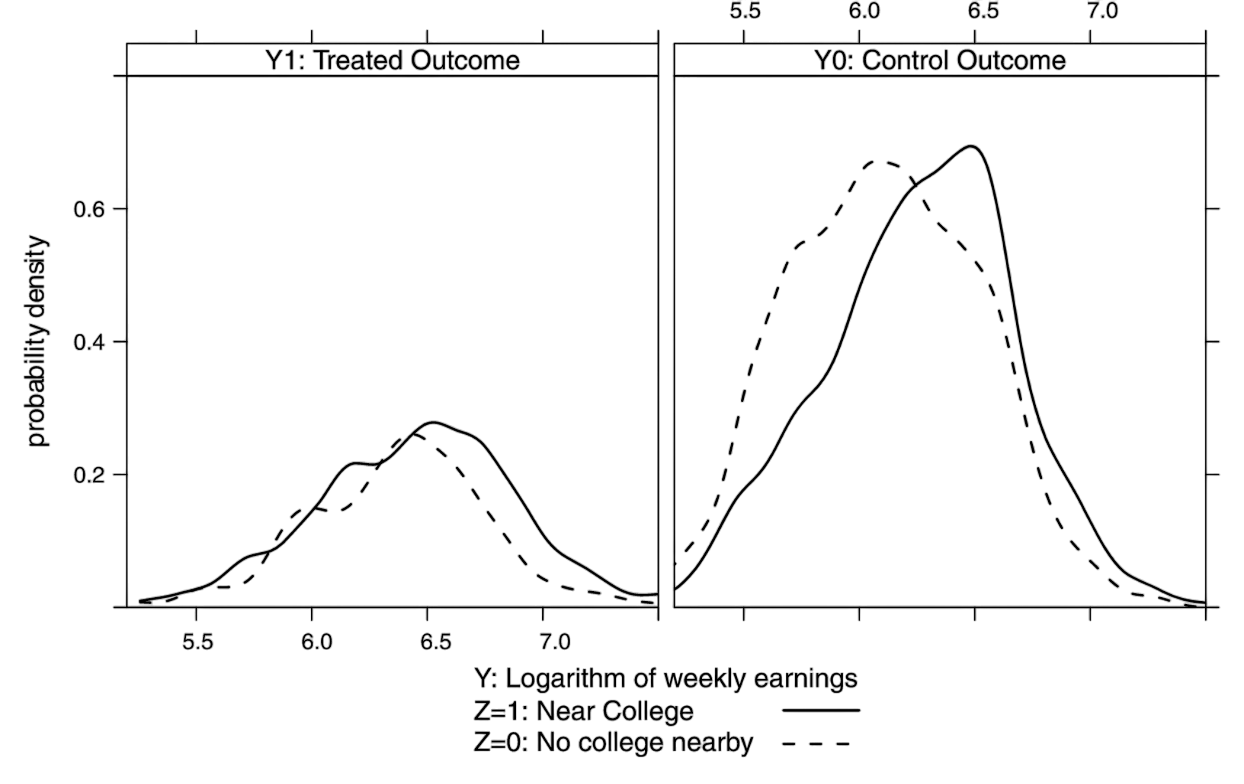 5.5 6.0 6.5 7.0
Y1: Treated Outcome
Y0: Control Outcome
probability density
0.6
0.4
0.2
5.5 6.0 6.5 7.0
Y: Logarithm of weekly earnings
Z=1: Near College
Z=0: No college nearby